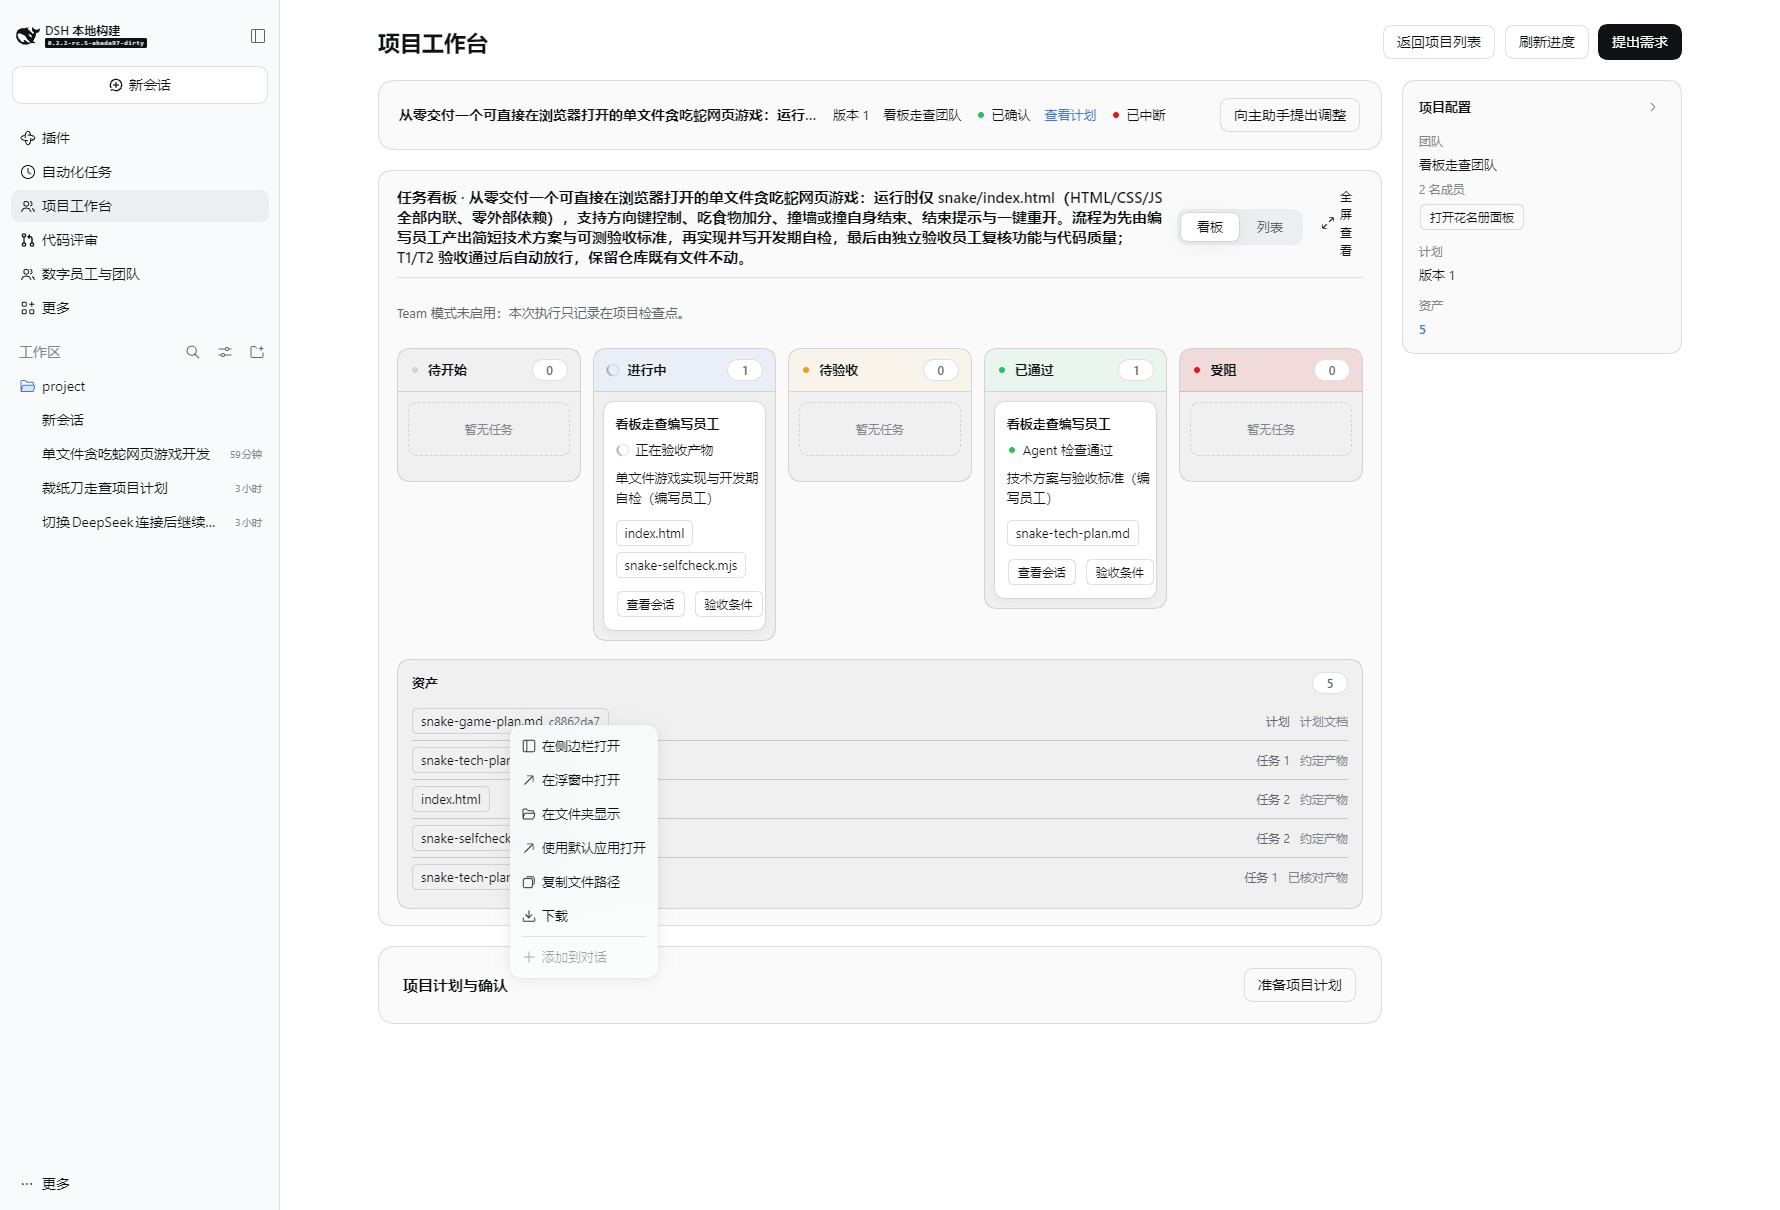 DSH 本地构建
0.2.2-rc.5-abada97-dirty
新会话
插件
自动化任务
项目工作台
代码评审
数字员工与团队
更多
工作区
project
新会话
单文件贪吃蛇网页游戏开发 59分钟
裁纸刀走查项目计划 3小时
切换DeepSeek连接后继续... 3小时
更多
项目工作台
返回项目列表
刷新进度
提出需求
从零交付一个可直接在浏览器打开的单文件贪吃蛇网页游戏：运行... 版本 1 看板走查团队 已确认 查看计划 已中断
向主助手提出调整
任务看板 · 从零交付一个可直接在浏览器打开的单文件贪吃蛇网页游戏：运行时仅 snake/index.html（HTML/CSS/JS
全部内联、零外部依赖），支持方向键控制、吃食物加分、撞墙或撞自身结束、结束提示与一键重开。流程为先由编
写员工产出简短技术方案与可测验收标准，再实现并写开发期自检，最后由独立验收员工复核功能与代码质量；
T1/T2 验收通过后自动放行，保留仓库既有文件不动。
看板
列表
全
屏
查
看
Team 模式未启用：本次执行只记录在项目检查点。
待开始 0
暂无任务
进行中 1
看板走查编写员工
正在验收产物
单文件游戏实现与开发期
自检（编写员工）
index.html
snake-selfcheck.mjs
查看会话 验收条件
待验收 0
暂无任务
已通过 1
看板走查编写员工
Agent 检查通过
技术方案与验收标准（编
写员工）
snake-tech-plan.md
查看会话 验收条件
受阻 0
暂无任务
资产 5
snake-game-plan.md c8862da7 计划 计划文档
snake-tech-plan 任务 1 约定产物
index.html 任务 2 约定产物
snake-selfcheck 任务 2 约定产物
snake-tech-plan 任务 1 已核对产物
在侧边栏打开
在浮窗中打开
在文件夹显示
使用默认应用打开
复制文件路径
下载
添加到对话
项目计划与确认
准备项目计划
项目配置
团队
看板走查团队
2 名成员
打开花名册面板
计划
版本 1
资产
5